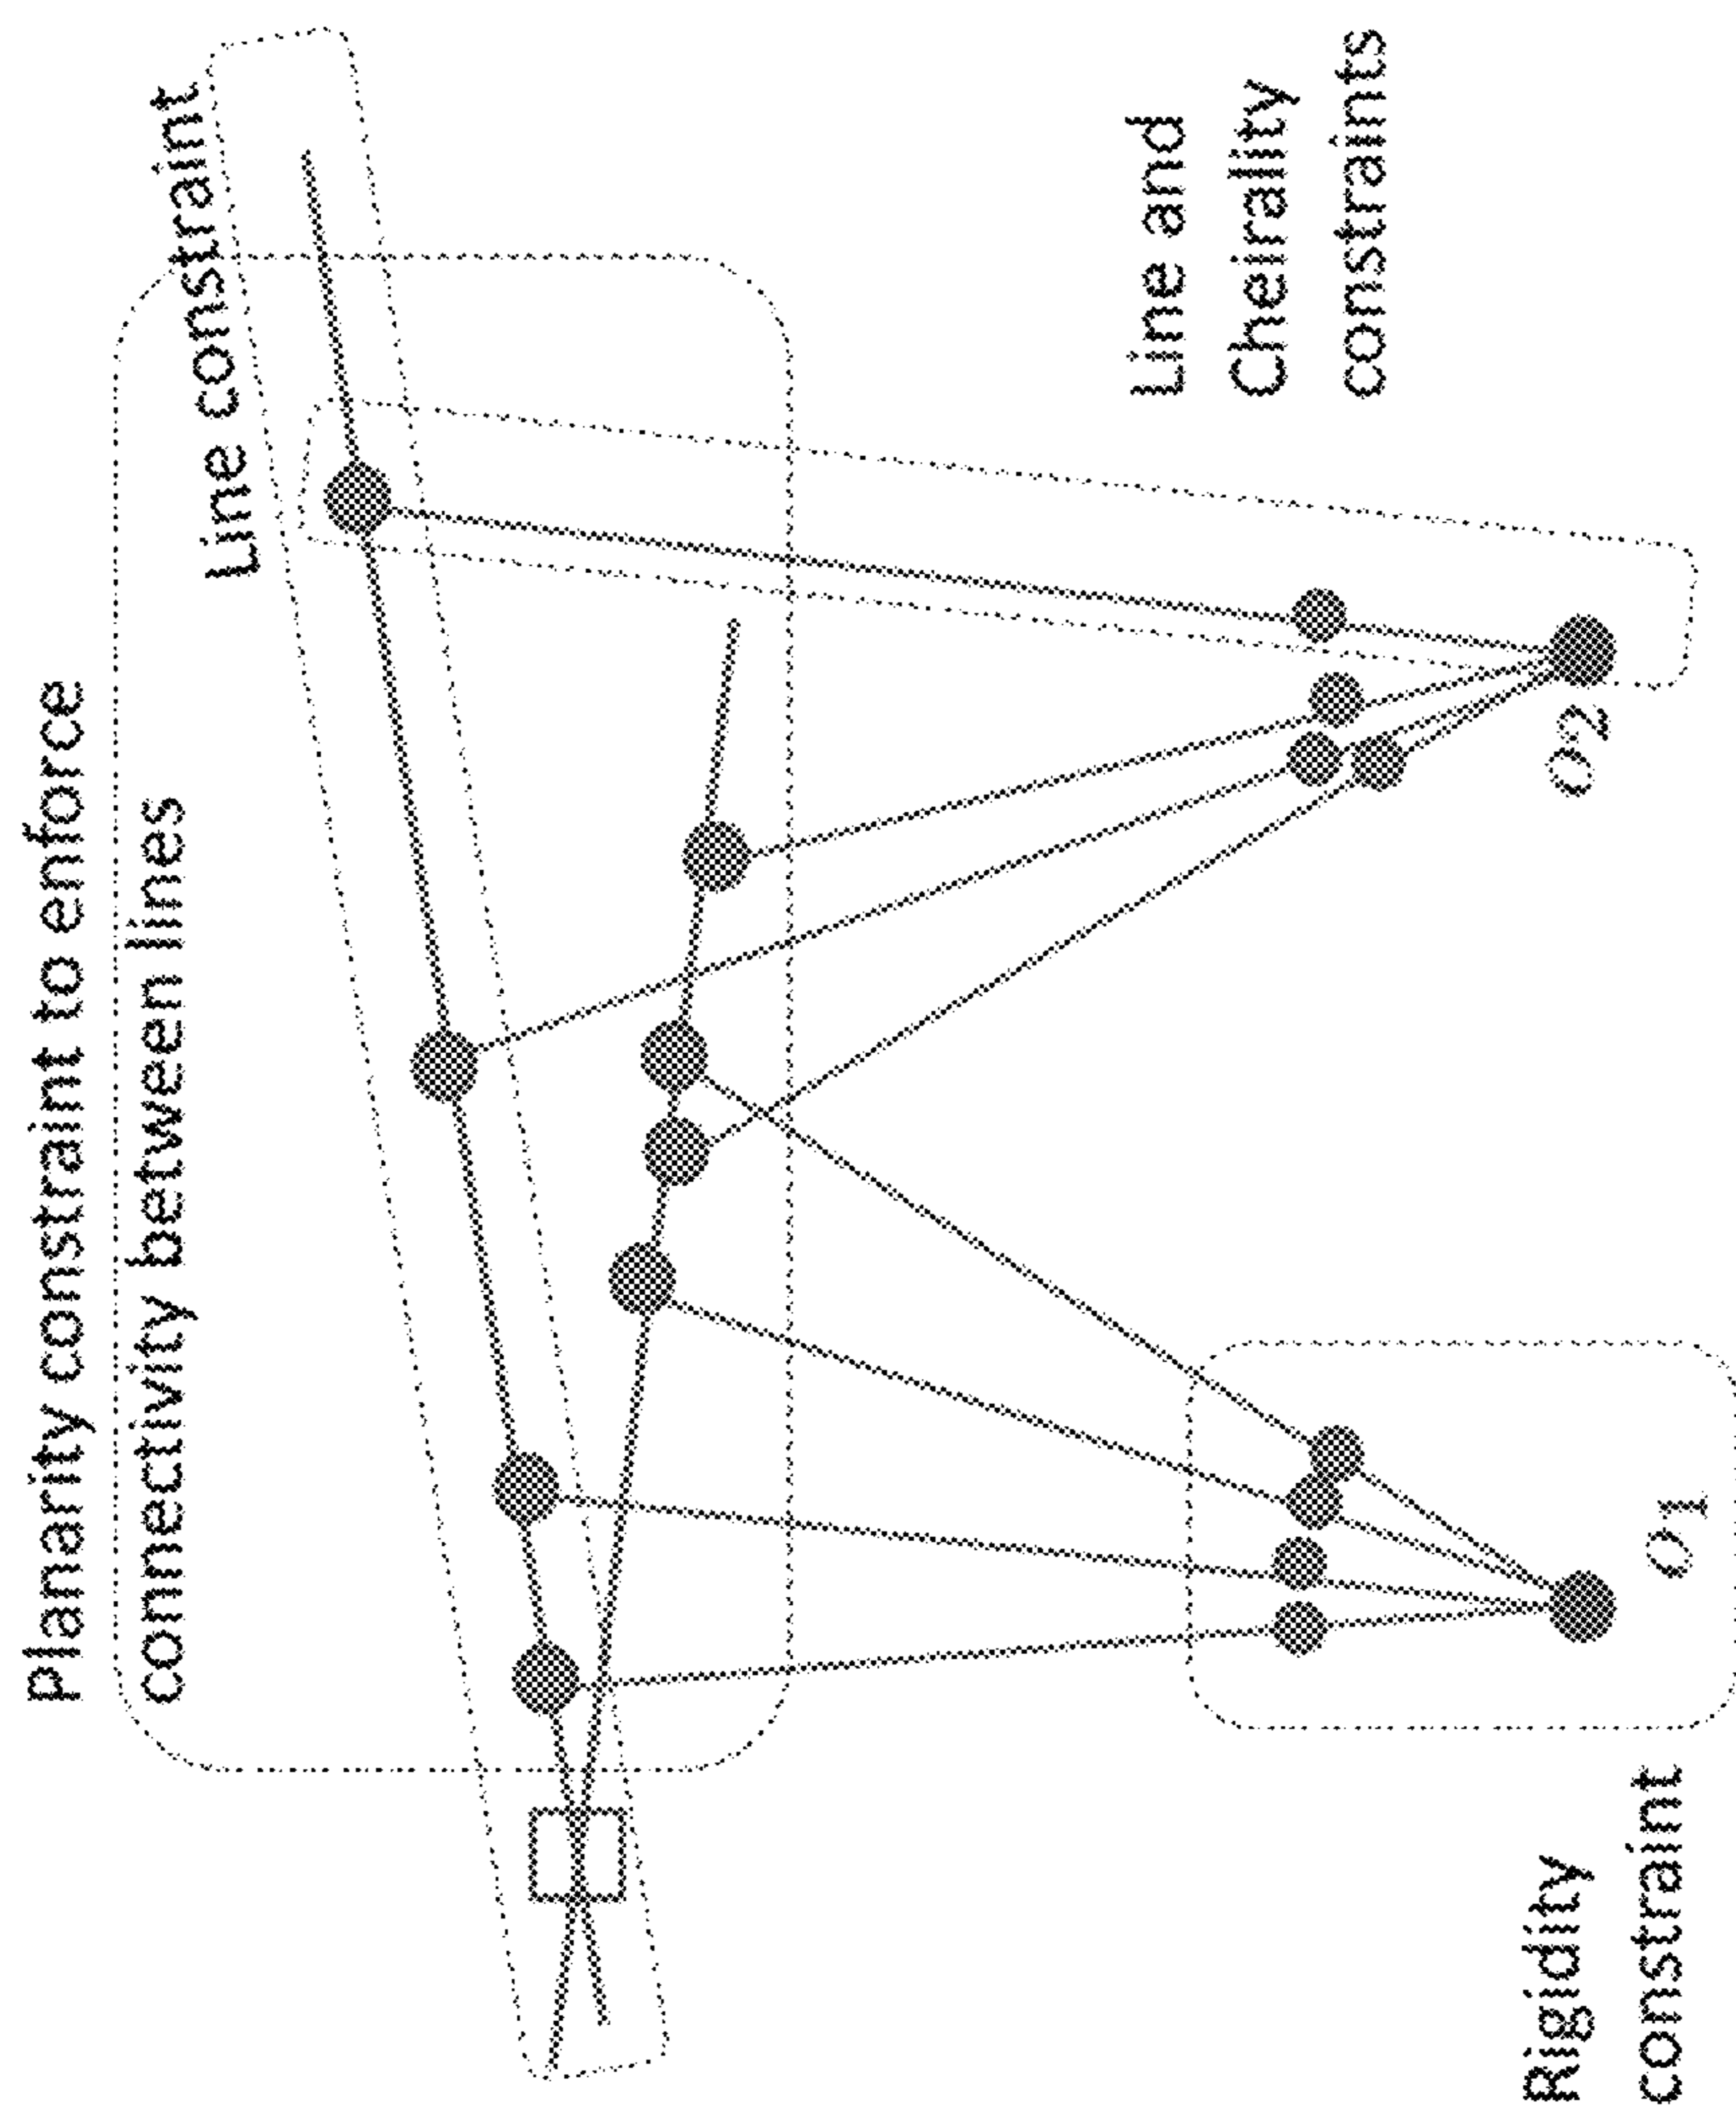 Planarity constraint to enforce
connectivity between lines
Line constraint
Line and
Cheirality
constraints
Rigidity
constraint
O1
O2